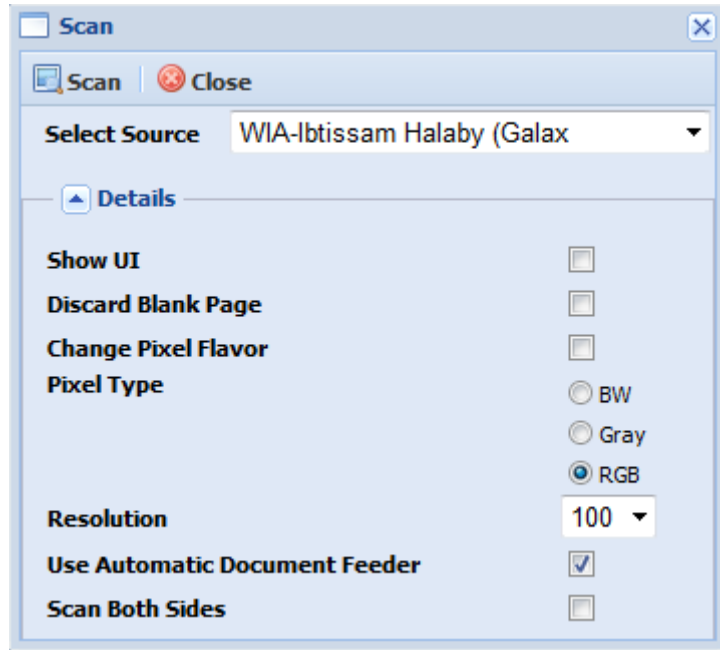 Scan
Scan Close
Select Source WIA-Ibtissam Halaby (Galax
Details
Show UI
Discard Blank Page
Change Pixel Flavor
Pixel Type
BW
Gray
RGB
Resolution 100
Use Automatic Document Feeder
Scan Both Sides